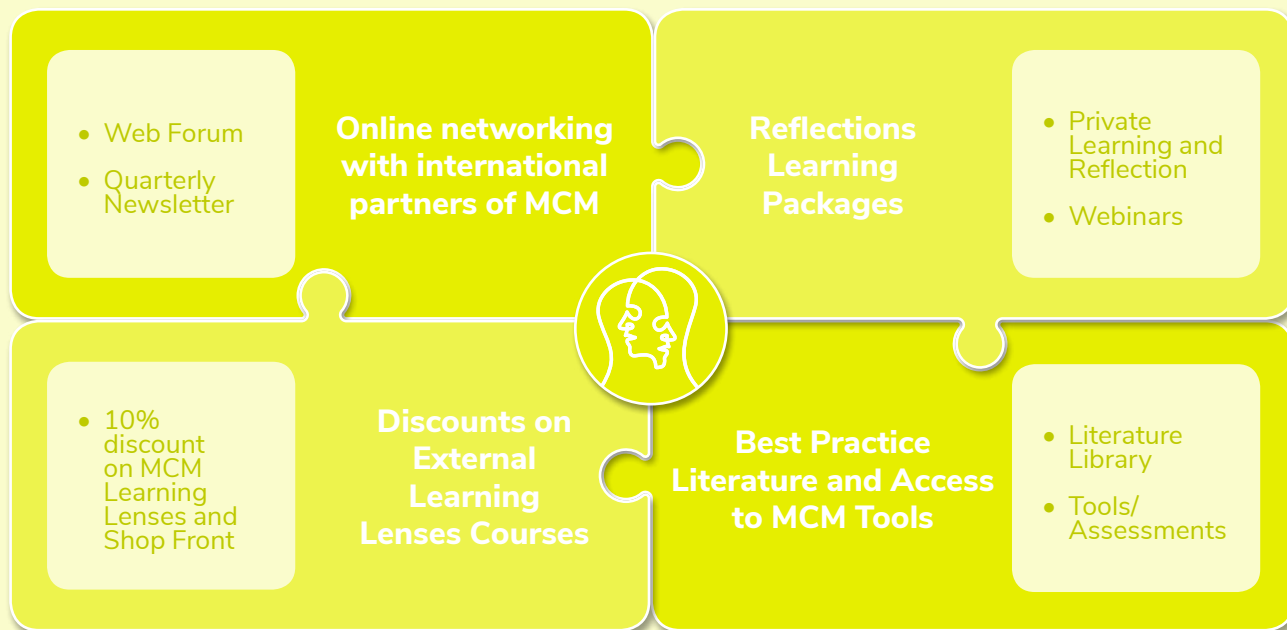 • Web Forum
• Quarterly
Newsletter
Online networking
with international
partners of MCM
Reflections
Learning
Packages
• Private
Learning and
Reflection
• Webinars
• 10%
discount
on MCM
Learning
Lenses and
Shop Front
Discounts on
External
Learning
Lenses Courses
Best Practice
Literature and Access
to MCM Tools
• Literature
Library
• Tools/
Assessments